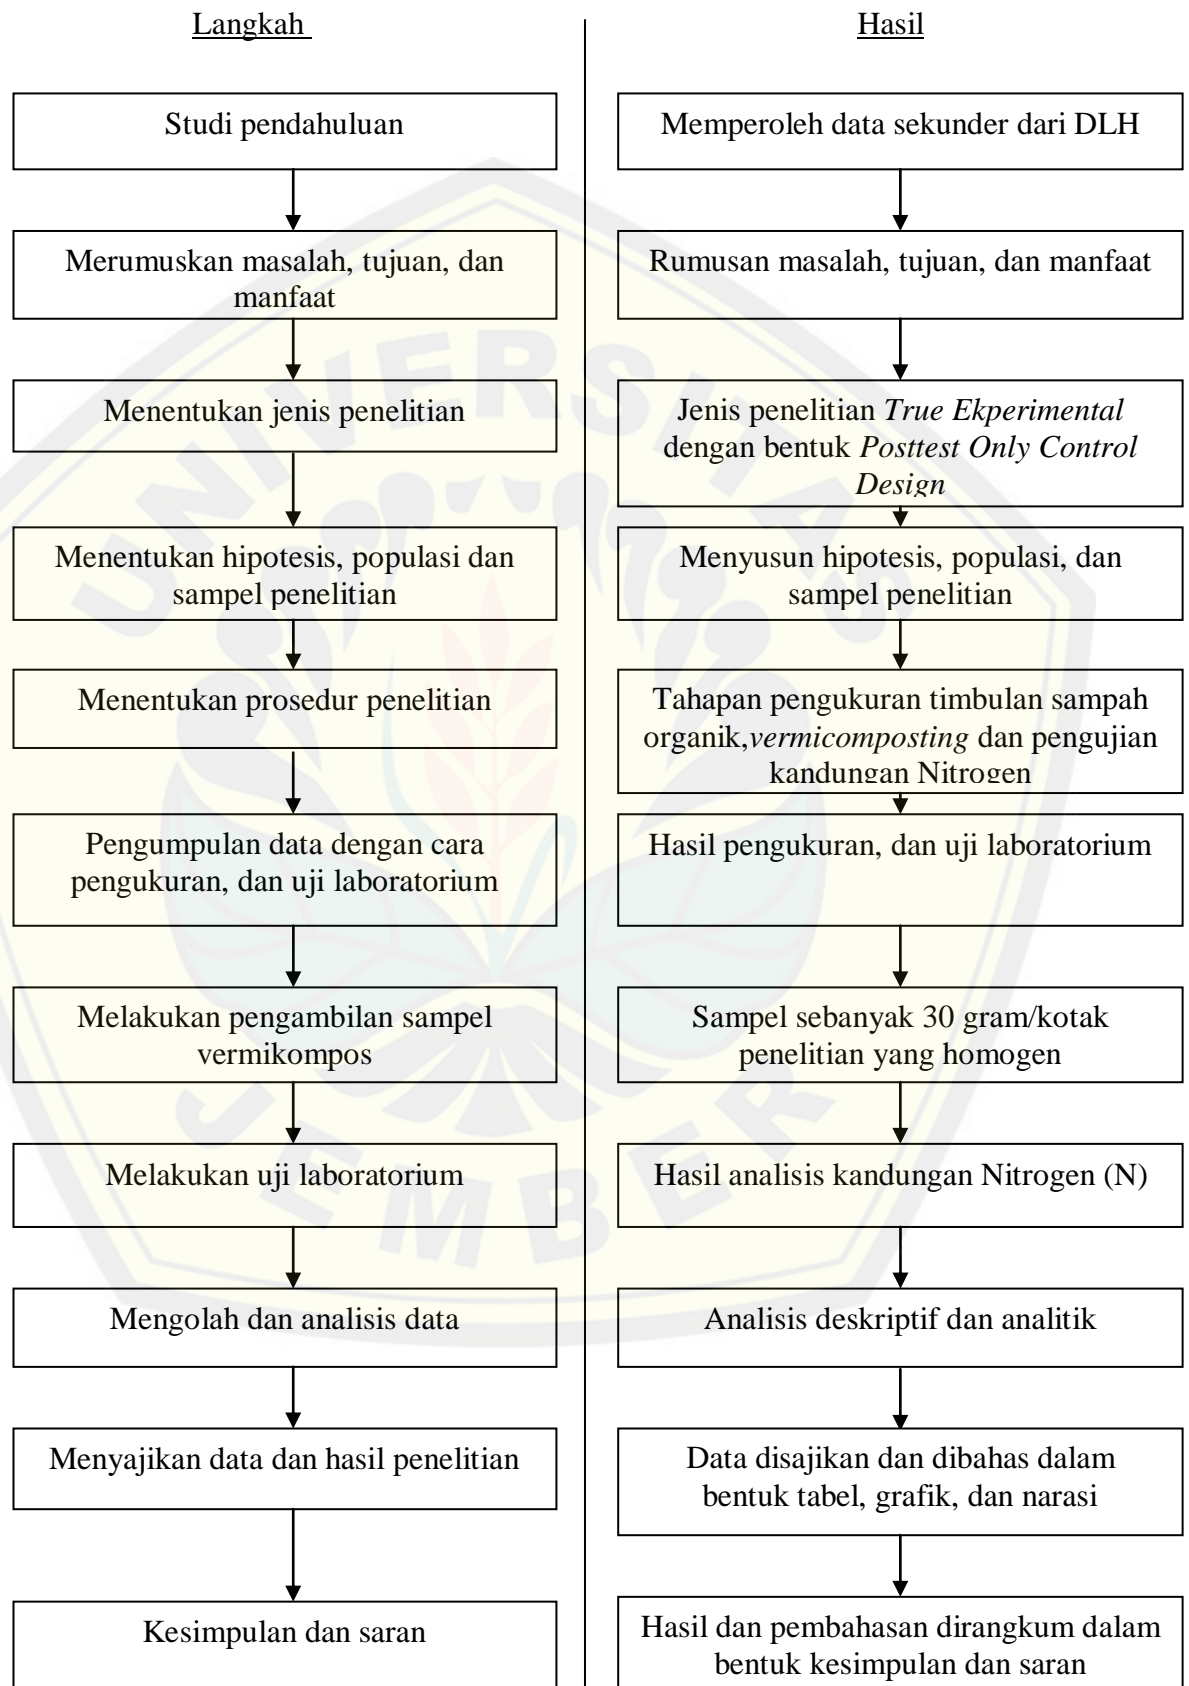 Langkah
Hasil
Studi pendahuluan
Memperoleh data sekunder dari DLH
Merumuskan masalah, tujuan, dan
manfaat
Rumusan masalah, tujuan, dan manfaat
Menentukan jenis penelitian
Jenis penelitian True Ekperimental
dengan bentuk Posttest Only Control
Design
Menentukan hipotesis, populasi dan
sampel penelitian
Menyusun hipotesis, populasi, dan
sampel penelitian
Menentukan prosedur penelitian
Tahapan pengukuran timbulan sampah
organik,vermicomposting dan pengujian
kandungan Nitrogen
Pengumpulan data dengan cara
pengukuran, dan uji laboratorium
Hasil pengukuran, dan uji laboratorium
Melakukan pengambilan sampel
vermikompos
Sampel sebanyak 30 gram/kotak
penelitian yang homogen
Melakukan uji laboratorium
Hasil analisis kandungan Nitrogen (N)
Mengolah dan analisis data
Analisis deskriptif dan analitik
Menyajikan data dan hasil penelitian
Data disajikan dan dibahas dalam
bentuk tabel, grafik, dan narasi
Kesimpulan dan saran
Hasil dan pembahasan dirangkum dalam
bentuk kesimpulan dan saran
UNIVERSITAS
JEMBER